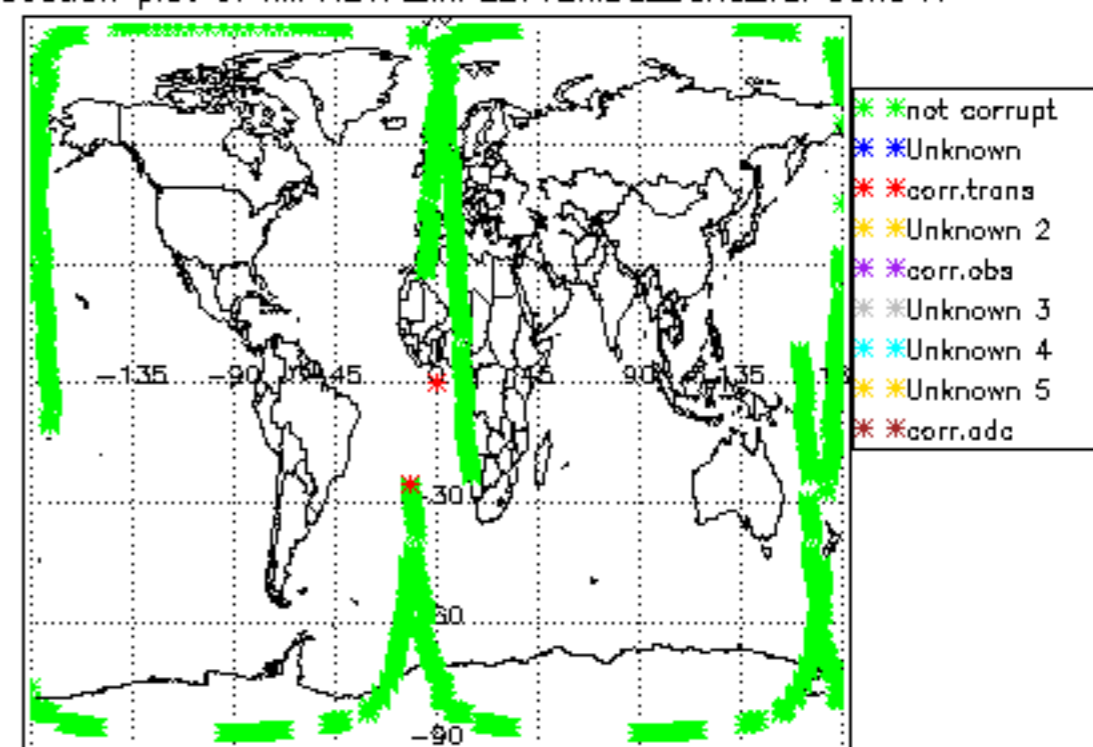 not corrupt
Unknown
corr.trans
Unknown 2
corr.obs
Unknown 3
Unknown 4
Unknown 5
corr.adc
-135 -90 45 45 90 135
-30
-90